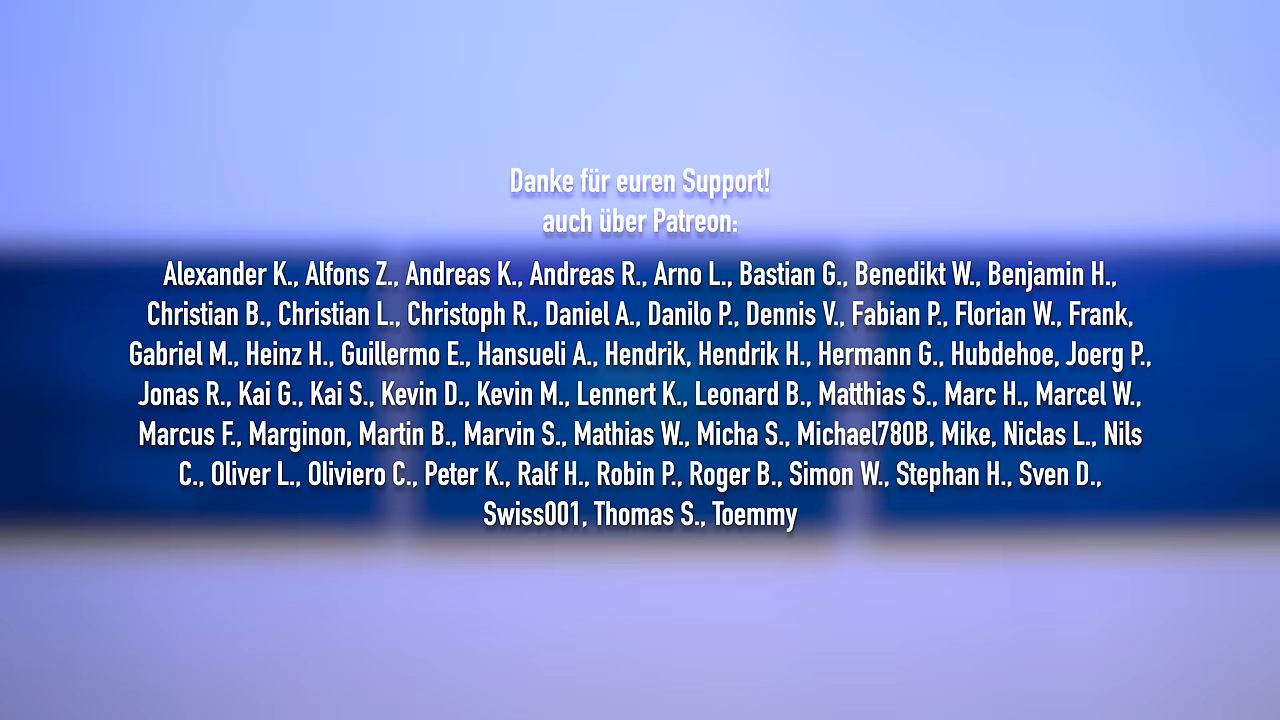 Danke für euren Support!
auch über Patreon:
Alexander K., Alfons Z., Andreas K., Andreas R., Arno L., Bastian G., Benedikt W., Benjamin H.,
Christian B., Christian L., Christoph R., Daniel A., Danilo P., Dennis V., Fabian P., Florian W., Frank,
Gabriel M., Heinz H., Guillermo E., Hansueli A., Hendrik, Hendrik H., Hermann G., Hubdehoe, Joerg P.,
Jonas R., Kai G., Kai S., Kevin D., Kevin M., Lennert K., Leonard B., Matthias S., Marc H., Marcel W.,
Marcus F., Marginon, Martin B., Marvin S., Mathias W., Micha S., Michael780B, Mike, Niclas L., Nils
C., Oliver L., Oliviero C., Peter K., Ralf H., Robin P., Roger B., Simon W., Stephan H., Sven D.,
Swiss001, Thomas S., Toemmy